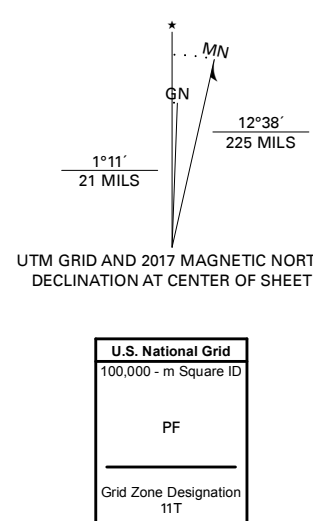 ★
MN
GN
12°38´
225 MILS
1°11´
21 MILS
UTM GRID AND 2017 MAGNETIC NORT
DECLINATION AT CENTER OF SHEET
U.S. National Grid
100,000 - m Square ID
PF
Grid Zone Designation
11T